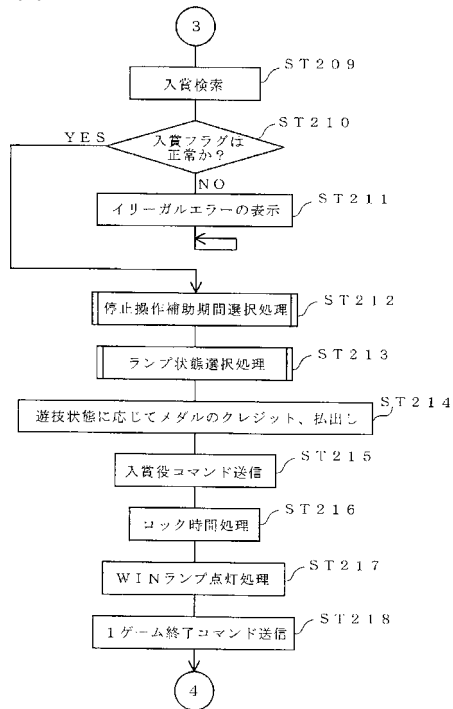 3
入賞検索
ST209
入賞フラグは
正常か?
ST210
YES
NO
イリーガルエラーの表示
ST211
停止操作補助期間選択処理
ST212
ランプ状態選択処理
ST213
遊技状態に応じてメダルのクレジット、払出し
ST214
入賞役コマンド送信
ST215
ロック時間処理
ST216
WINランプ点灯処理
ST217
1ゲーム終了コマンド送信
ST218
4